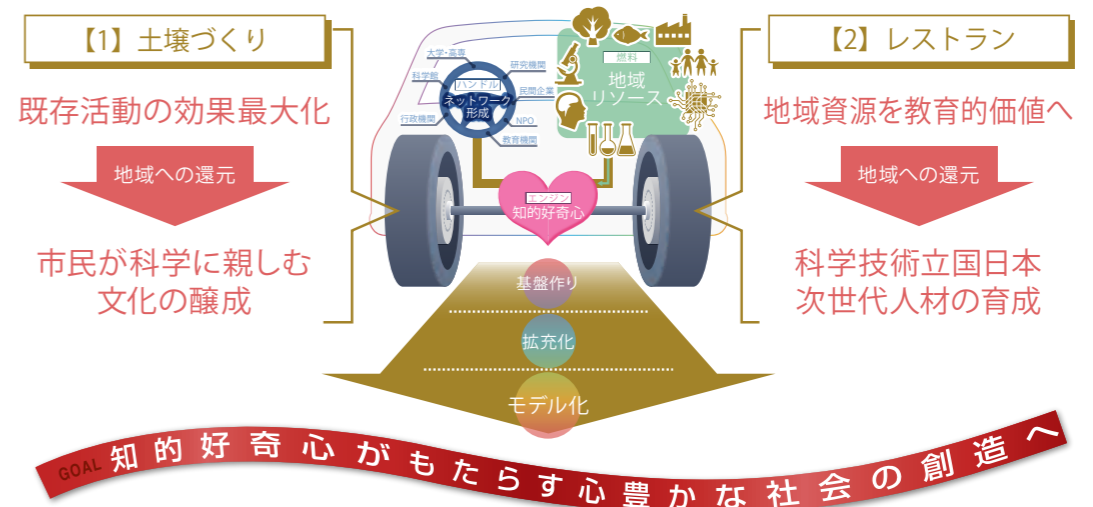 【1】土壌づくり
既存活動の効果最大化
地域への還元
市民が科学に親しむ
文化の醸成
大学・高専
科学館
行政機関
研究機関
民間企業
NPO
教育機関
ハンドル
ネットワーク
形成
燃料
地域
リソース
エンジン
知的好奇心
【2】レストラン
地域資源を教育的価値へ
地域への還元
科学技術立国日本
次世代人材の育成
基盤作り
拡充化
モデル化
GOAL 知的好奇心がもたらす心豊かな社会の創造へ